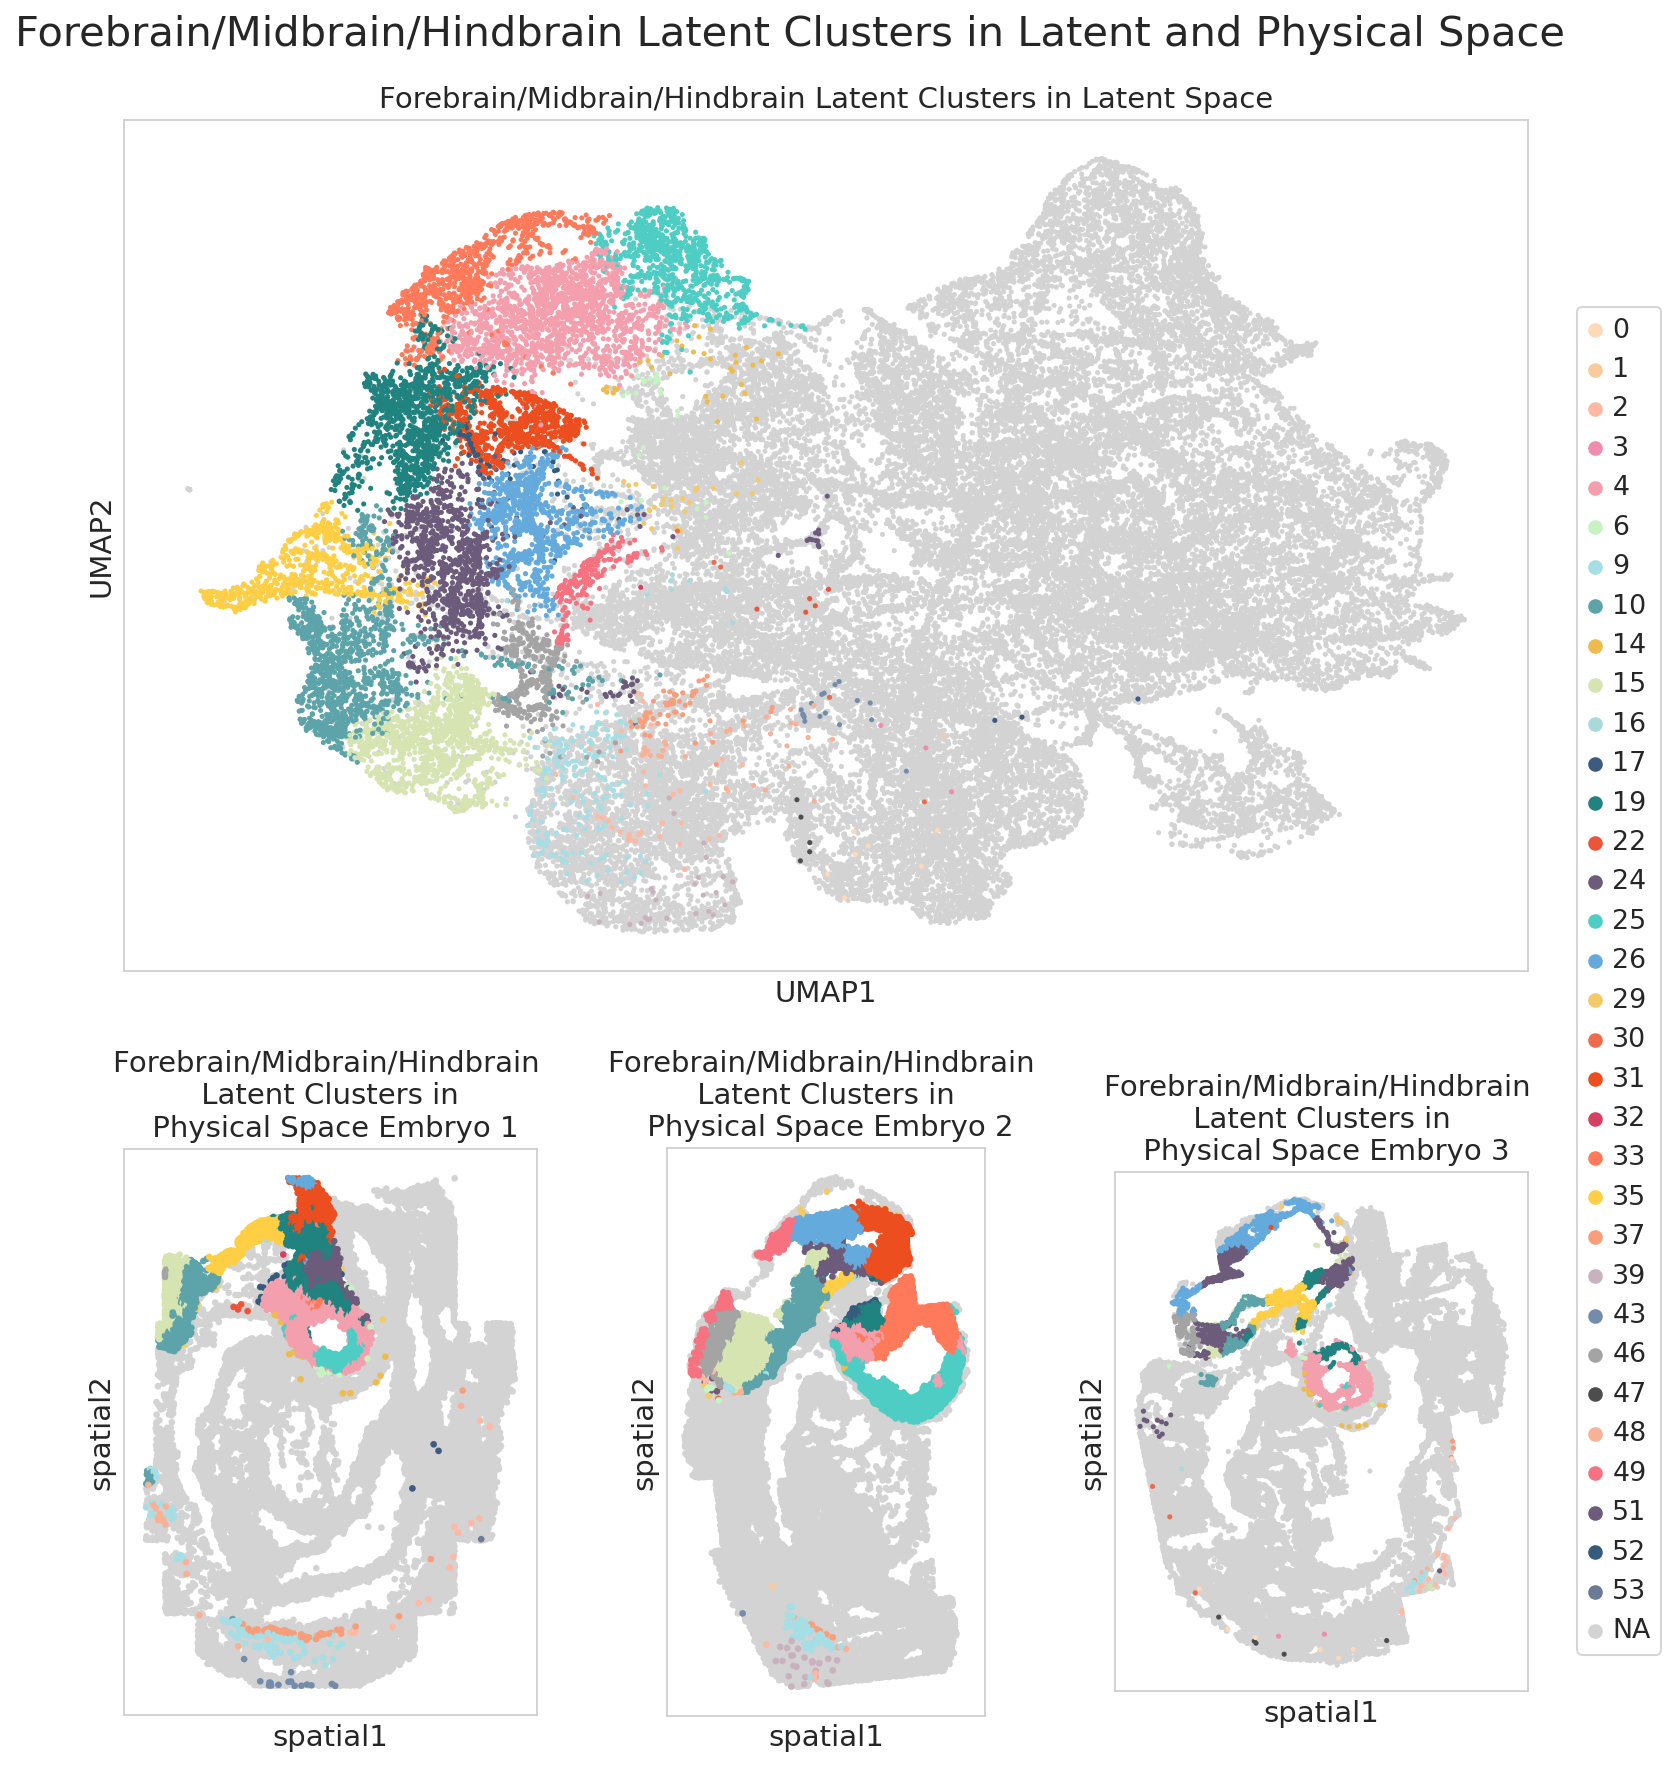 Forebrain/Midbrain/Hindbrain Latent Clusters in Latent and Physical Space
Forebrain/Midbrain/Hindbrain Latent Clusters in Latent Space
UMAP2
UMAP1
Forebrain/Midbrain/Hindbrain
Latent Clusters in
Physical Space Embryo 1
spatial2
spatial1
Forebrain/Midbrain/Hindbrain
Latent Clusters in
Physical Space Embryo 2
spatial2
spatial1
Forebrain/Midbrain/Hindbrain
Latent Clusters in
Physical Space Embryo 3
spatial2
spatial1
0
1
2
3
4
6
9
10
14
15
16
17
19
22
24
25
26
29
30
31
32
33
35
37
39
43
46
47
48
49
51
52
53
NA